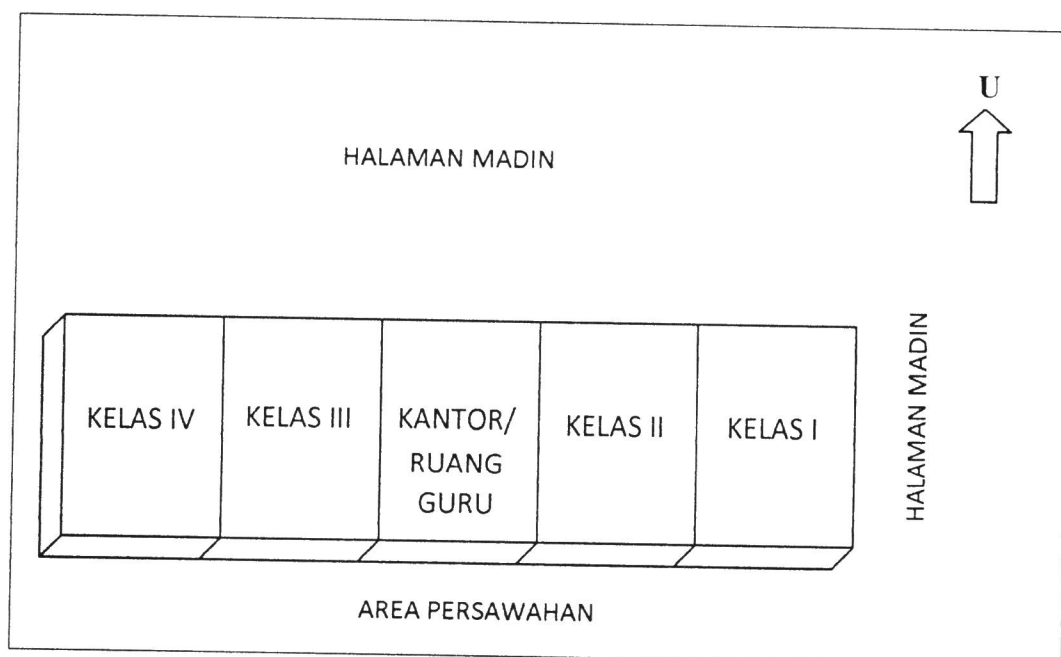 U
HALAMAN MADIN
HALAMAN MADIN
KELAS IV
KELAS III
KANTOR/
RUANG
GURU
KELAS II
KELAS I
AREA PERSAWAHAN